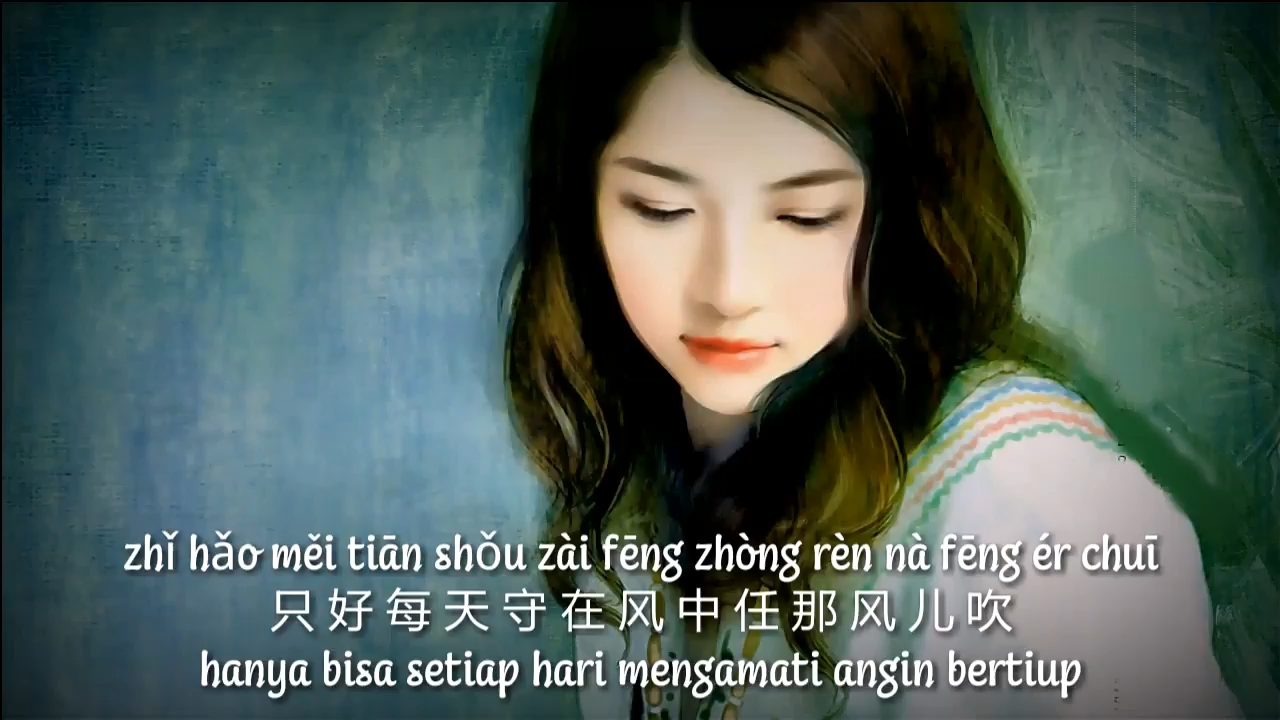 zhǐ hǎo měi tiān shǒu zài fēng zhòng rèn nà fēng ér chuī
只好每天守在风中任那风儿吹
hanya bisa setiap hari mengamati angin bertiup